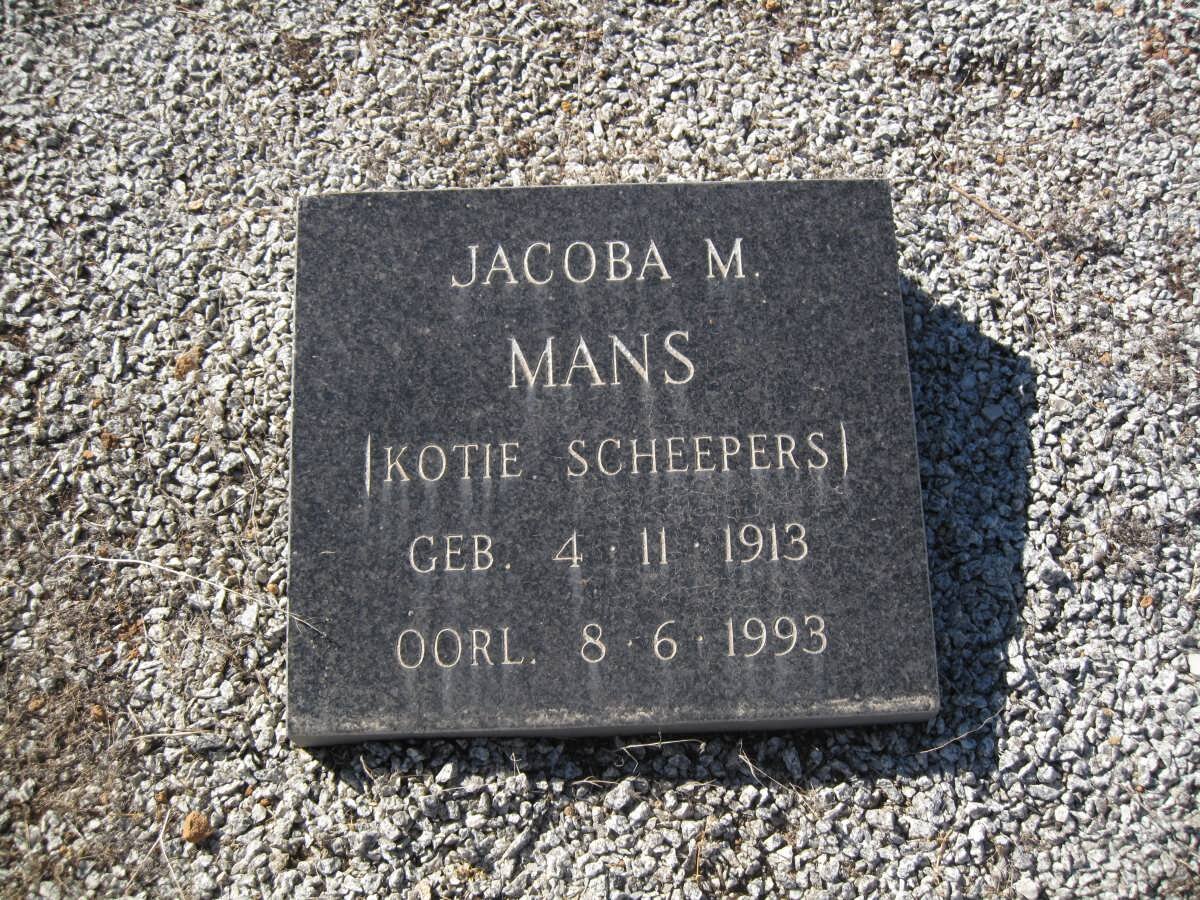 JACOBA M.
MANS
(KOTIE SCHEEPERS)
GEB. 4·11·1913
OORL. 8·6·1993